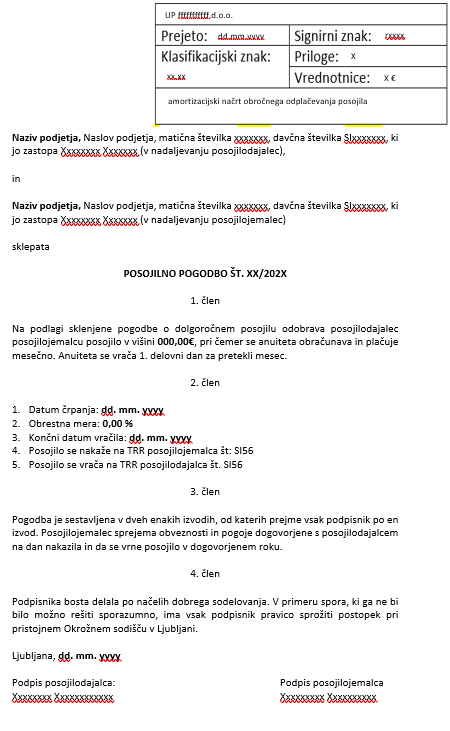 UP fffffffffff,d.o.o.
Prejeto: dd.mm.yyyy Signirni znak: rxxxx
Klasifikacijski znak: Priloge: x
xx.xx Vrednotnice: x €
amortizacijski načrt obročnega odplačevanja posojila
Naziv podjetja, Naslov podjetja, matična številka xxxxxxx, davčna številka SIxxxxxxx, ki
jo zastopa Xxxxxxxx Xxxxxxx (v nadaljevanju posojilodajalec),
in
Naziv podjetja, Naslov podjetja, matična številka xxxxxxx, davčna številka SIxxxxxxx, ki
jo zastopa Xxxxxxxx Xxxxxxx (v nadaljevanju posojilojemalec)
sklepata
POSOJILNO POGODBO ŠT. XX/202X
1. člen
Na podlagi sklenjene pogodbe o dolgoročnem posojilu odobrava posojilodajalec
posojilojemalcu posojilo v višini 000,00€, pri čemer se anuiteta obračunava in plačuje
mesečno. Anuiteta se vrača 1. delovni dan za pretekli mesec.
2. člen
1. Datum črpanja: dd. mm. yyyy
2. Obrestna mera: 0,00 %
3. Končni datum vračila: dd. mm. yyyy
4. Posojilo se nakaže na TRR posojilojemalca št: SI56
5. Posojilo se vrača na TRR posojilodajalca št. SI56
3. člen
Pogodba je sestavljena v dveh enakih izvodih, od katerih prejme vsak podpisnik po en
izvod. Posojilojemalec sprejema obveznosti in pogoje dogovorjene s posojilodajalcem
na dan nakazila in da se vrne posojilo v dogovorjenem roku.
4. člen
Podpisnika bosta delala po načelih dobrega sodelovanja. V primeru spora, ki ga ne bi
bilo možno rešiti sporazumno, ima vsak podpisnik pravico sprožiti postopek pri
pristojnem Okrožnem sodišču v Ljubljani.
Ljubljana, dd. mm. yyyy
Podpis posojilodajalca: Podpis posojilojemalca
Xxxxxxxx Xxxxxxxxxxxx Xxxxxxxxx Xxxxxxxxxx